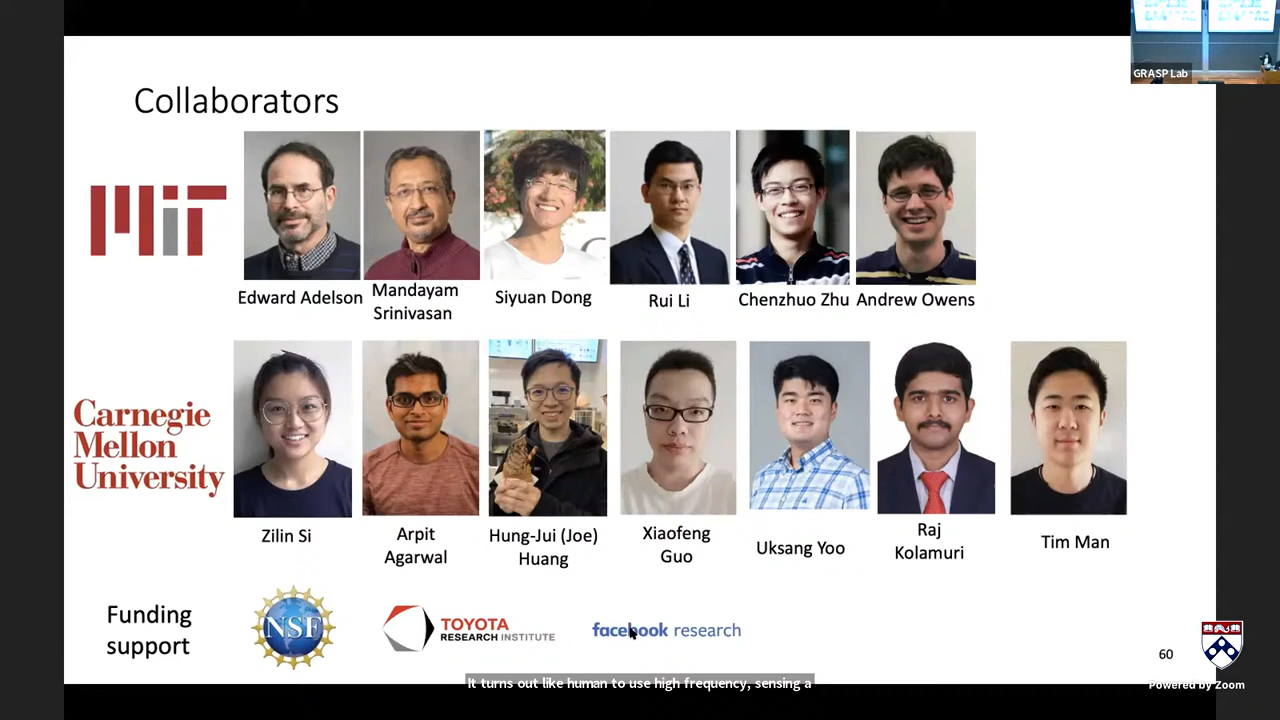 GRASP Lab
Collaborators
MIT
Edward Adelson
Mandayam
Srinivasan
Siyuan Dong
Rui Li
Chenzhuo Zhu
Andrew Owens
Carnegie
Mellon
University
Zilin Si
Arpit
Agarwal
Hung-Jui (Joe)
Huang
Xiaofeng
Guo
Uksang Yoo
Raj
Kolamuri
Tim Man
Funding
support
NSF
TOYOTA
RESEARCH INSTITUTE
facebook research
60
It turns out like human to use high frequency, sensing a
Powered by Zoom